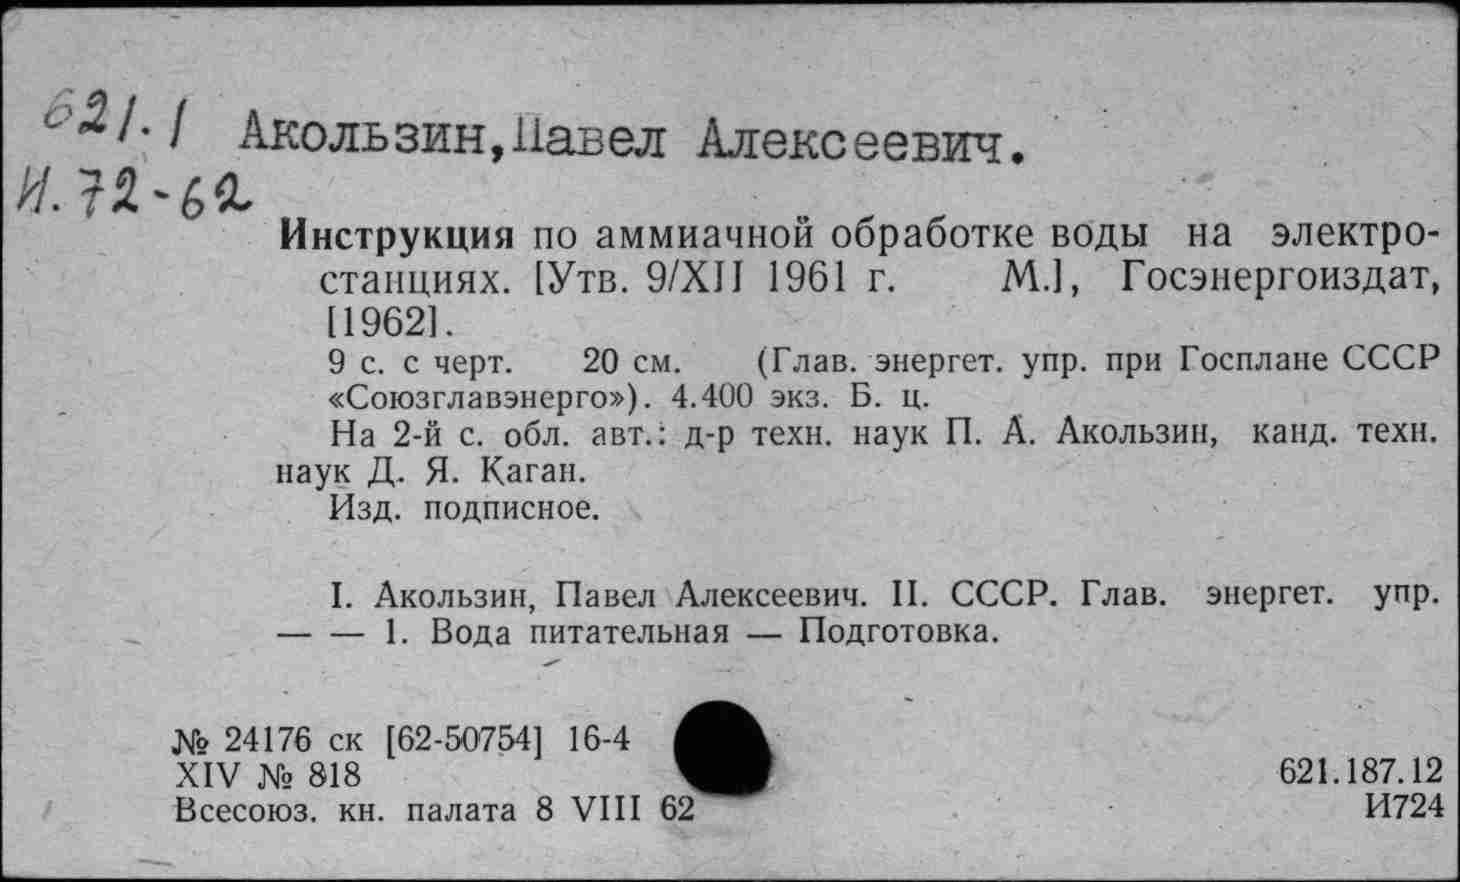 621.1 Акользин, Павел Алексеевич.
И.72-62
Инструкция по аммиачной обработке воды на электро-
станциях. [Утв. 9/XII 1961 г. М.], Госэнергоиздат,
[1962].
9 с. с черт. 20 см. (Глав. энергет. упр. при Госплане СССР
«Союзглавэнерго»). 4.400 экз. Б. ц.
На 2-й с. обл. авт.: д-р техн. наук П. А. Акользин, канд. техн.
наук Д. Я. Каган.
Изд. подписное.
I. Акользин, Павел Алексеевич. II. СССР. Глав. энергет. упр.
— — 1. Вода питательная — Подготовка.
№ 24176 ск [62-50754] 16-4
XIV № 818
621.187.12
Всесоюз. кн. палата 8 VIII 62
И724